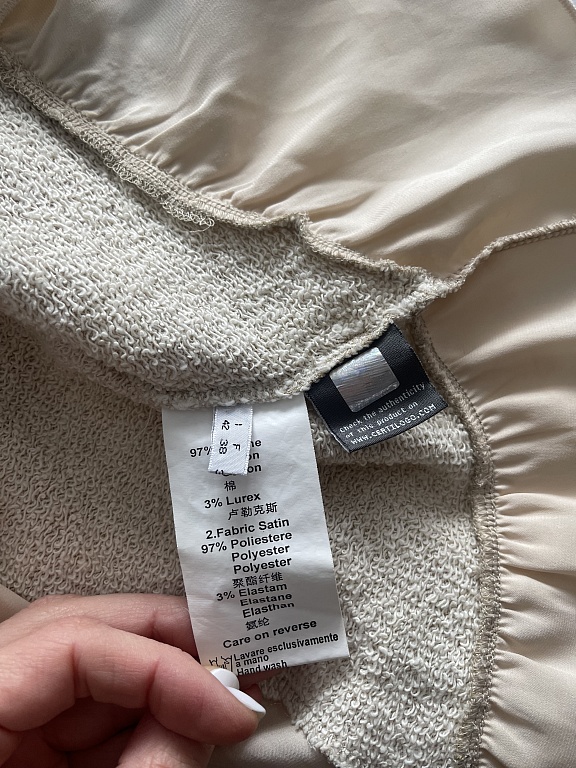 Check the authenticity
of this product on
www.CERTILOGO.COM
I F
42 38
97%
棉
3% Lurex
卢勒克斯
2.Fabric Satin
97% Poliestere
Polyester
Polyester
聚酯纤维
3% Elastam
Elastane
Elasthan
氨纶
Care on reverse
Lavare esclusivamente
a mano
Hand wash